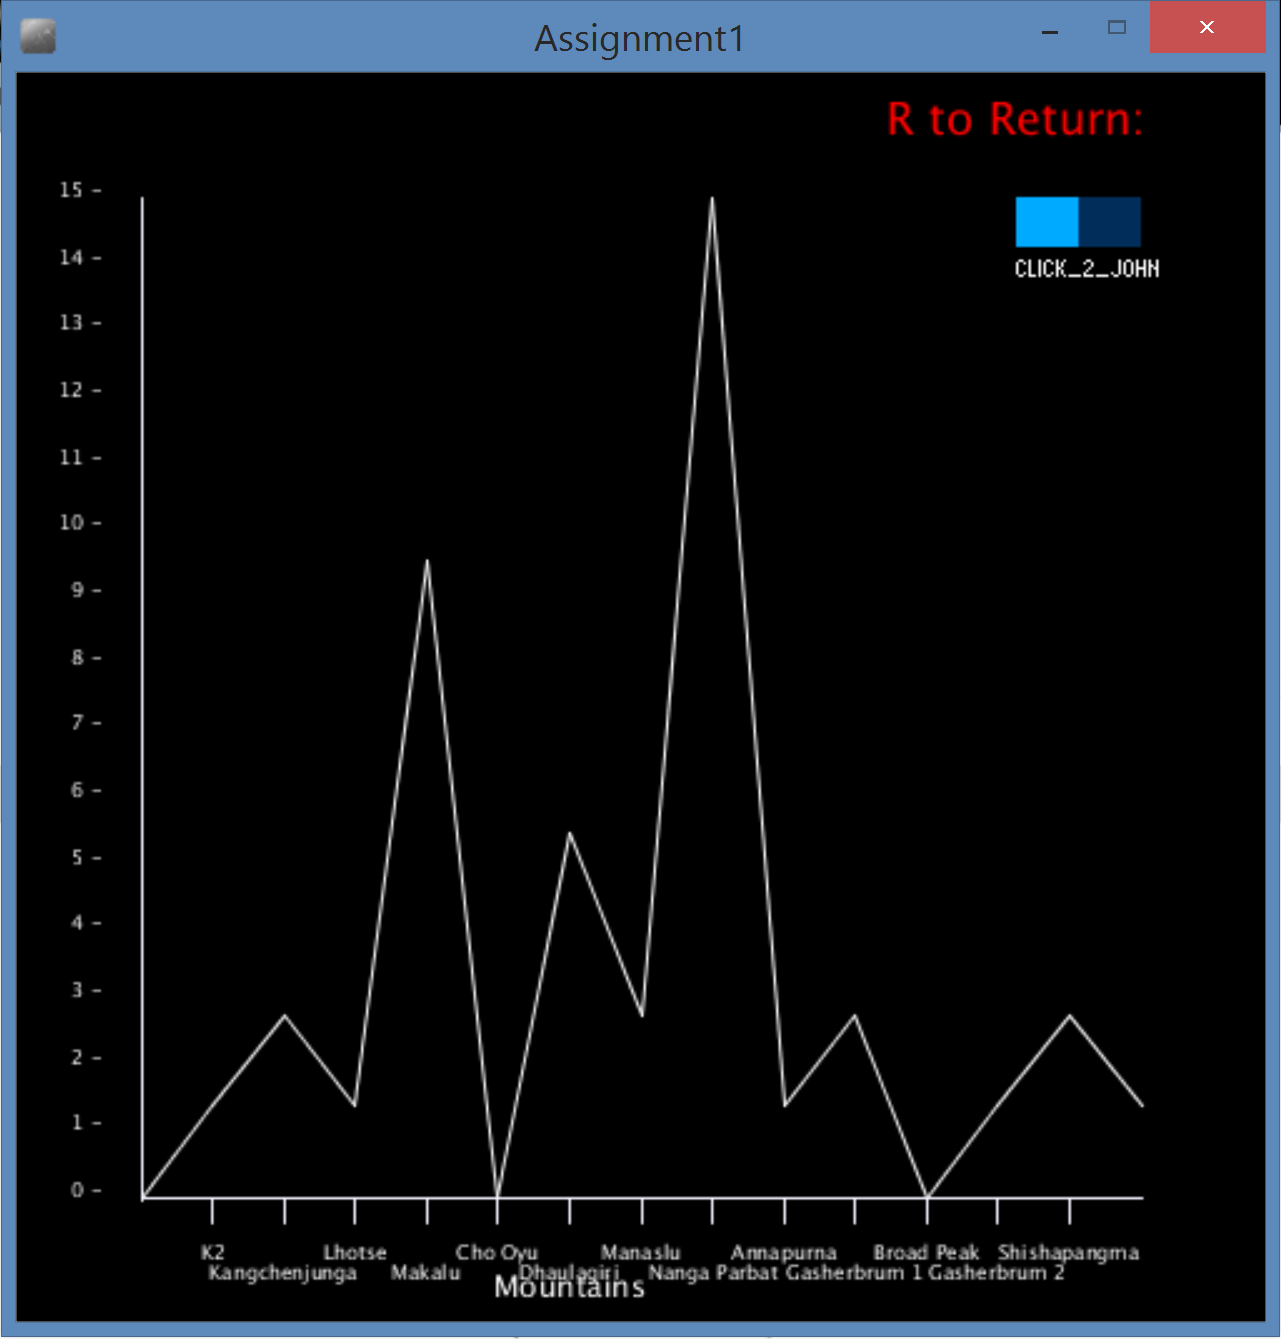 Assignment1
R to Return:
15 -
CLICK_2_JOHN
14 -
13 -
12 -
11 -
10 -
9 -
8 -
7 -
6 -
5 -
4 -
3 -
2 -
1 -
0 -
K2 Lhotse Cho Oyu Manaslu Annapurna Broad Peak Shishapangma
Kangchenjunga Makalu Dhaulagiri Nanga Parbat Gasherbrum 1 Gasherbrum 2
Mountains